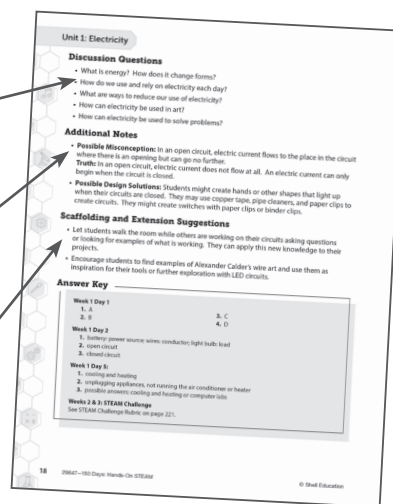 Unit 1: Electricity
Discussion Questions
• What is energy? How does it change forms?
• How do we use and rely on electricity each day?
• What are ways to reduce our use of electricity?
• How can electricity be used in art?
• How can electricity be used to solve problems?
Additional Notes
• Possible Misconception: In an open circuit, electric current flows to the place in the circuit
where there is an opening but can go no further.
Truth: In an open circuit, electric current does not flow at all. An electric current can only
begin when the circuit is closed.
• Possible Design Solutions: Students might create hands or other shapes that light up
when their circuits are closed. They may use copper tape, pipe cleaners, and paper clips to
create circuits. They might create switches with paper clips or binder clips.
Scaffolding and Extension Suggestions
• Let students walk the room while others are working on their circuits asking questions
or looking for examples of what is working. They can apply this new knowledge to their
projects.
• Encourage students to find examples of Alexander Calder's wire art and use them as
inspiration for their tools or further exploration with LED circuits.
Answer Key
Week 1 Day 1
1. A
2. B
3. C
4. D
Week 1 Day 2
1. battery: power source; wires: conductor; light bulb: load
2. open circuit
3. closed circuit
Week 1 Day 5:
1. cooling and heating
2. unplugging appliances, not running the air conditioner or heater
3. possible answers: cooling and heating or computer labs
Weeks 2 & 3: STEAM Challenge
See STEAM Challenge Rubric on page 221.
18 29647—180 Days: Hands-On STEAM
© Shell Education